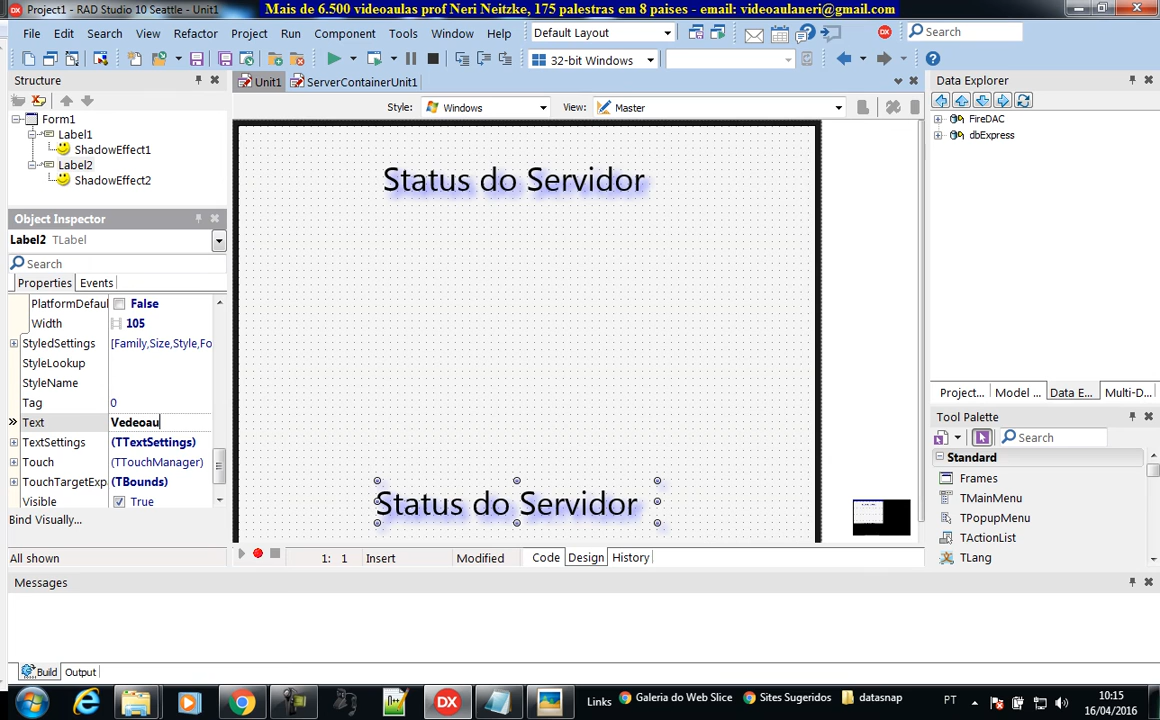 Mais de 6.500 videoaulas prof Neri Neitzke, 175 palestras em 8 paises - email: videoaulaneri@gmail.com
Project1 - RAD Studio 10 Seattle - Unit1
File Edit Search View Refactor Project Run Component Tools Window Help
Default Layout
Search
32-bit Windows
Structure
Form1
Label1
ShadowEffect1
Label2
ShadowEffect2
Object Inspector
Label2 TLabel
Search
Properties Events
PlatformDefaul False
Width 105
StyledSettings [Family,Size,Style,Fo
StyleLookup
StyleName
Tag 0
Text Vedeoau
TextSettings (TTextSettings)
Touch (TTouchManager)
TouchTargetExp (TBounds)
Visible True
Bind Visually...
All shown
Unit1 ServerContainerUnit1
Style: Windows View: Master
Status do Servidor
Status do Servidor
1: 1 Insert Modified Code Design History
Data Explorer
FireDAC
dbExpress
Project... Model ... Data E... Multi-D...
Tool Palette
Search
Standard
Frames
TMainMenu
TPopupMenu
TActionList
TLang
Messages
Build Output
Links Galeria do Web Slice Sites Sugeridos datasnap PT 10:15
16/04/2016